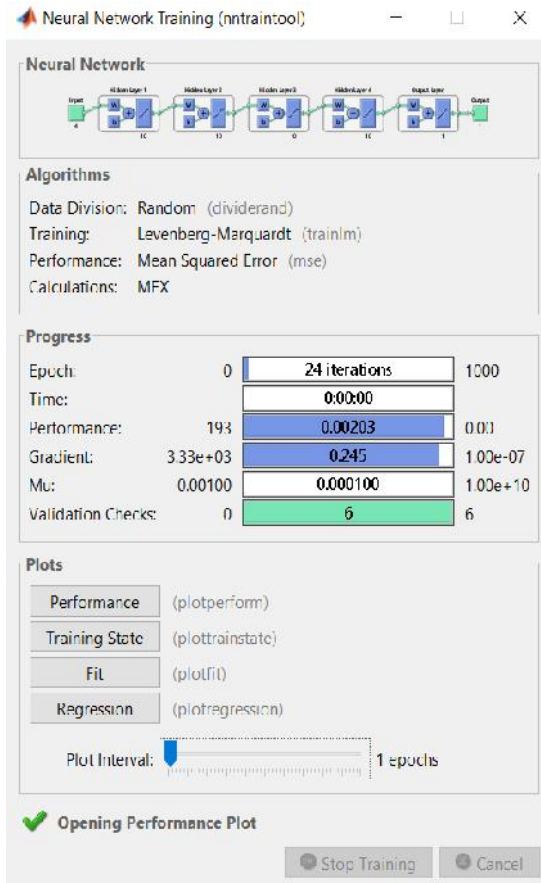 Neural Network Training (nntraintool)
Neural Network
Hidden Layer 1 Hidden Layer 2 Hidden Layer 3 Hidden Layer 4 Output Layer
Input Output
W W W W W
b b b b b
10 10 10 10 1
Algorithms
Data Division: Random (dividerand)
Training: Levenberg-Marquardt (trainlm)
Performance: Mean Squared Error (mse)
Calculations: MEX
Progress
Epoch: 0 24 iterations 1000
Time: 0:00:00
Performance: 193 0.00203 0.00
Gradient: 3.33e+03 0.245 1.00e-07
Mu: 0.00100 0.000100 1.00e+10
Validation Checks: 0 6 6
Plots
Performance (plotperform)
Training State (plottrainstate)
Fit (plotfit)
Regression (plotregression)
Plot Interval: 1 epochs
Opening Performance Plot
Stop Training Cancel